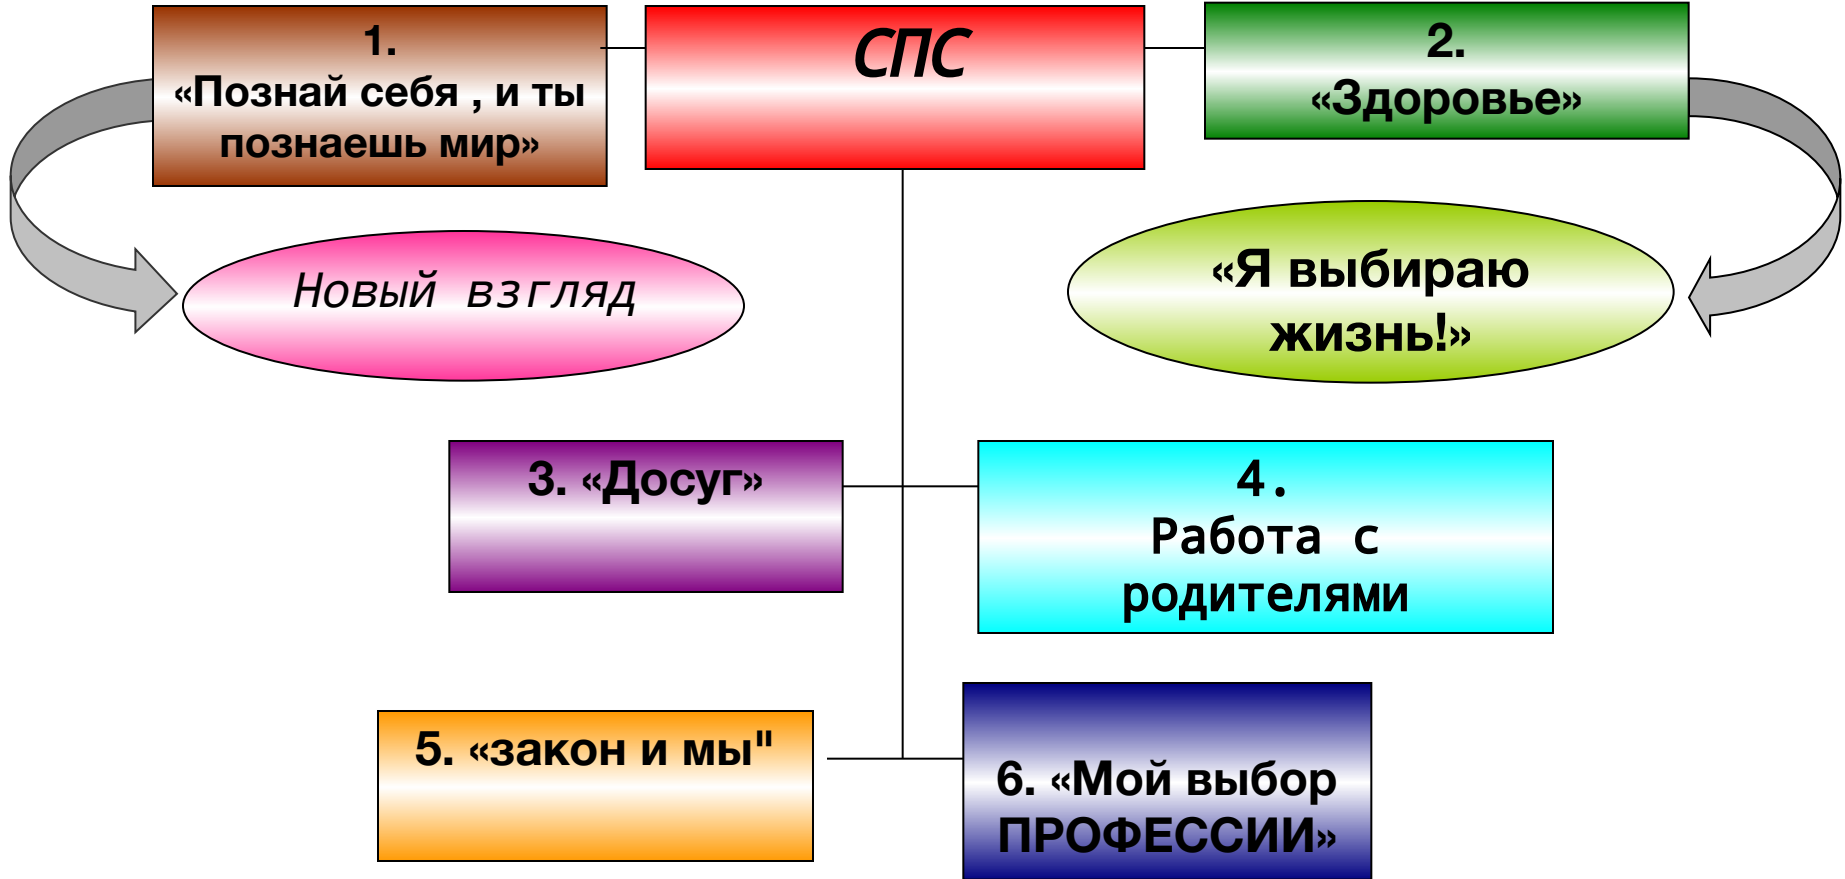 1.
«Познай себя , и ты
познаешь мир»
СПС
2.
«Здоровье»
Новый взгляд
«Я выбираю
жизнь!»
3. «Досуг»
4.
Работа с
родителями
5. «закон и мы"
6. «Мой выбор
ПРОФЕССИИ»